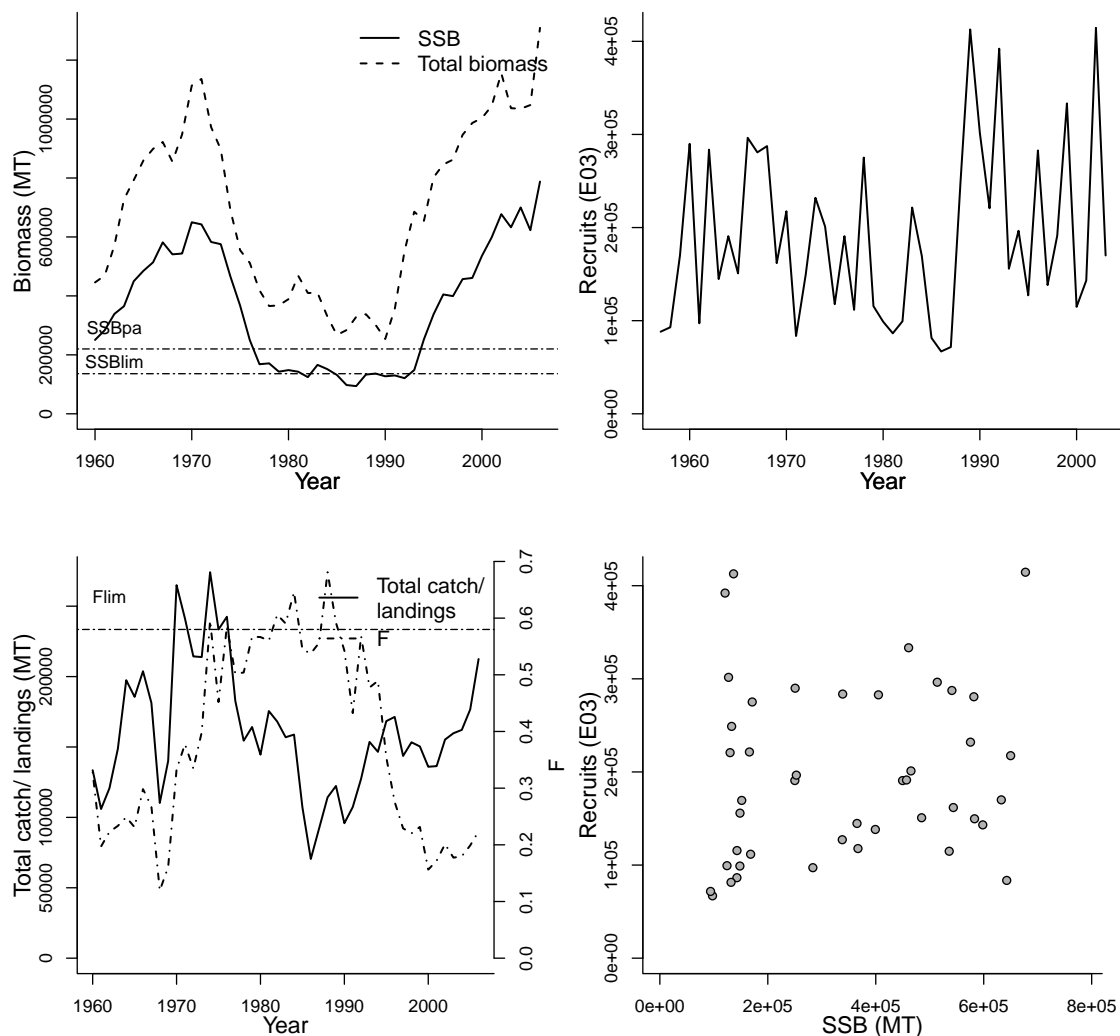 SSB
Total biomass
Biomass (MT)
0
200000
600000
1000000
SSBpa
SSBlim
1960
1970
1980
1990
2000
Year
Recruits (E03)
0e+00
1e+05
2e+05
3e+05
4e+05
1960
1970
1980
1990
2000
Year
Flim
Total catch/
landings
F
Total catch/ landings (MT)
0
50000
100000
200000
F
0.0
0.1
0.2
0.3
0.4
0.5
0.6
0.7
1960
1970
1980
1990
2000
Year
Recruits (E03)
0e+00
1e+05
2e+05
3e+05
4e+05
0e+00
2e+05
4e+05
6e+05
8e+05
SSB (MT)